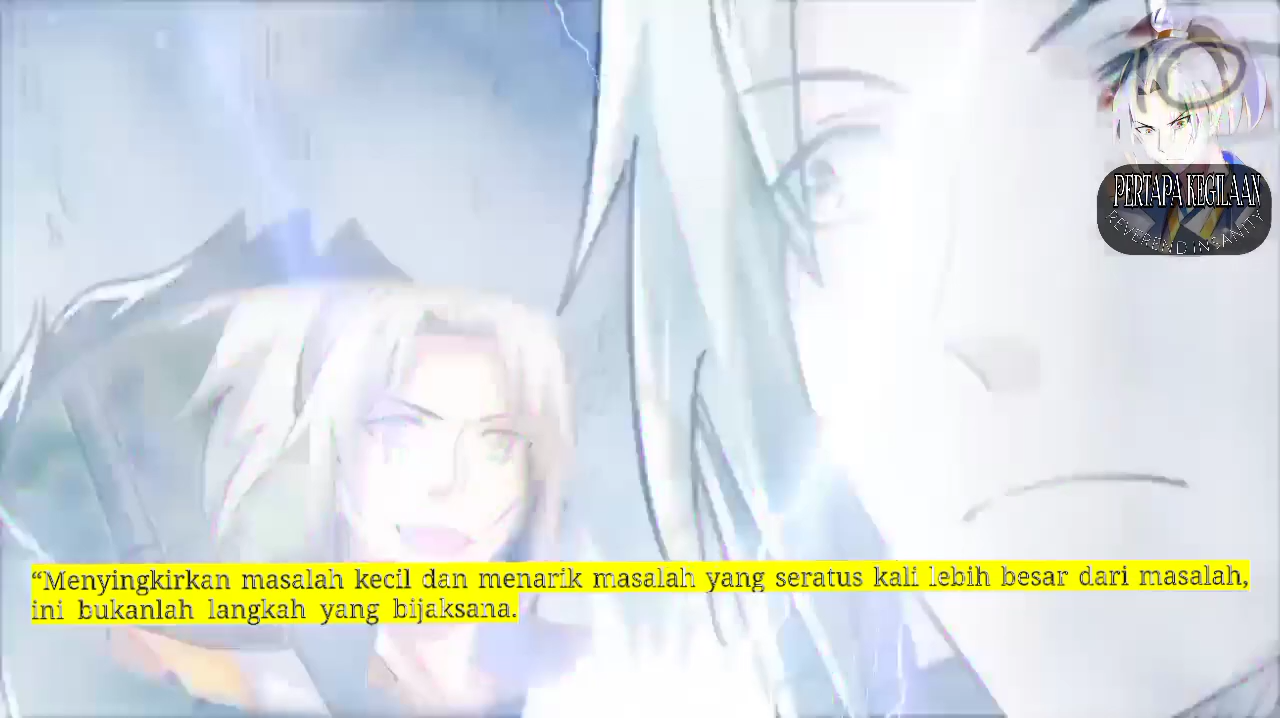 PERTAPA KEGILAAN
REVEREND INSANITY
“Menyingkirkan masalah kecil dan menarik masalah yang seratus kali lebih besar dari masalah,
ini bukanlah langkah yang bijaksana.